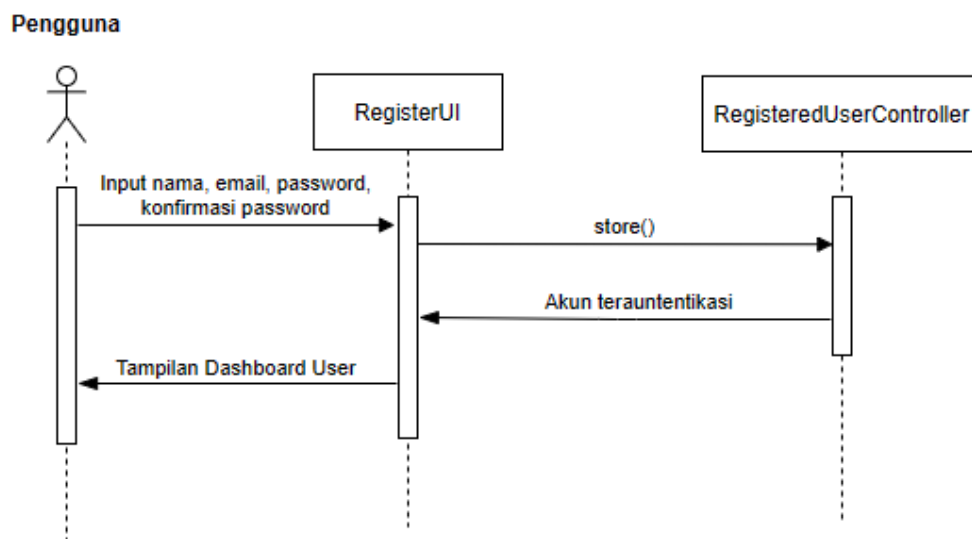 Pengguna
RegisterUI
RegisteredUserController
Input nama, email, password,
konfirmasi password
store()
Akun terauntentikasi
Tampilan Dashboard User